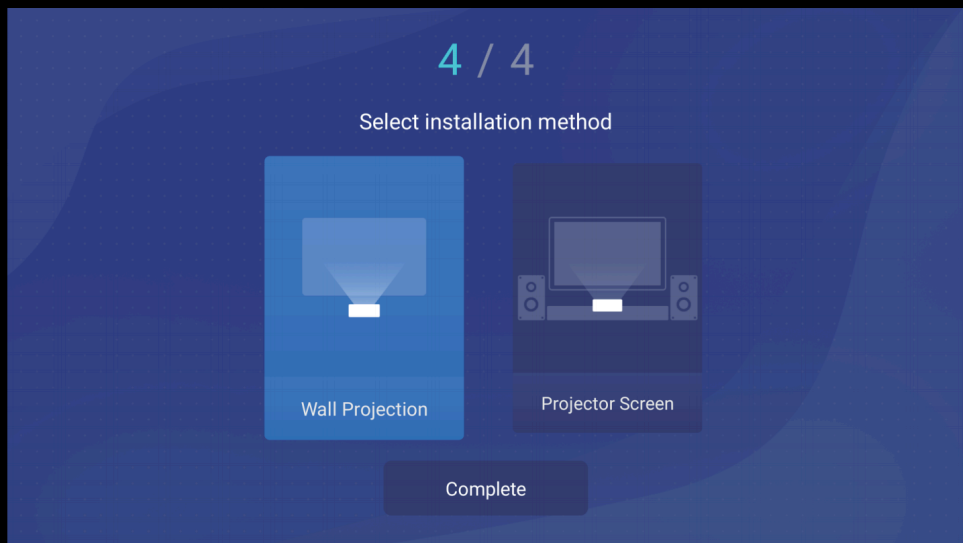 4 / 4
Select installation method
Wall Projection
Projector Screen
Complete